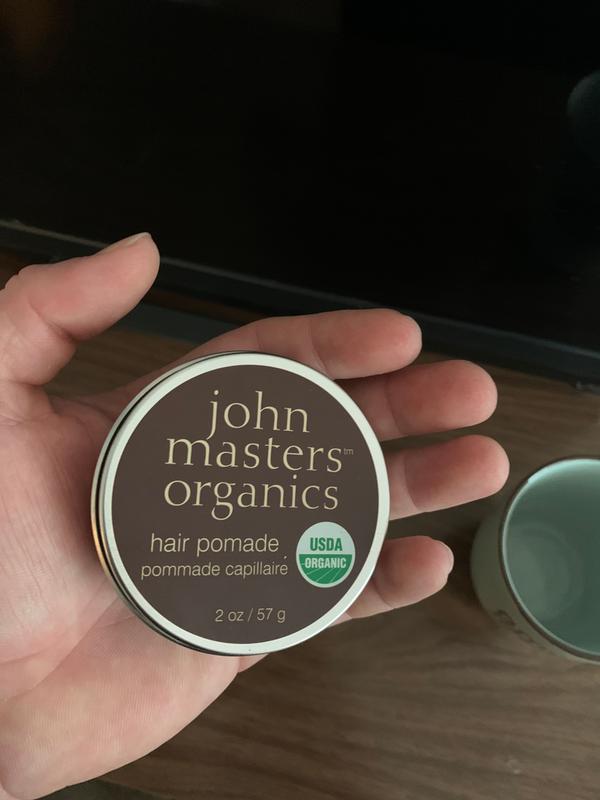 john
masters™
organics
hair pomade
pommade capillaire
USDA
ORGANIC
2 oz / 57 g